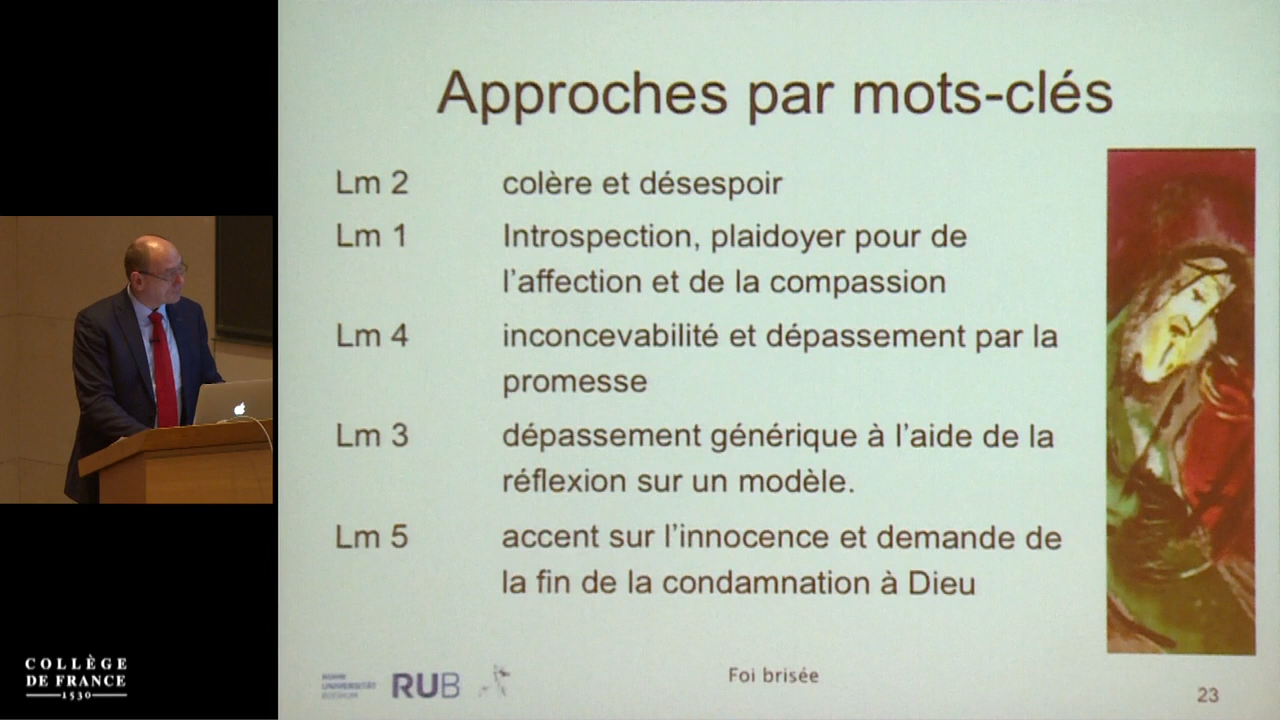 Approches par mots-clés
Lm 2 colère et désespoir
Lm 1 Introspection, plaidoyer pour de
l'affection et de la compassion
Lm 4 inconcevabilité et dépassement par la
promesse
Lm 3 dépassement générique à l'aide de la
réflexion sur un modèle.
Lm 5 accent sur l'innocence et demande de
la fin de la condamnation à Dieu
COLLÈGE
DE FRANCE
1530
RUHR
UNIVERSITÄT
BOCHUM
RUB
Foi brisée
23